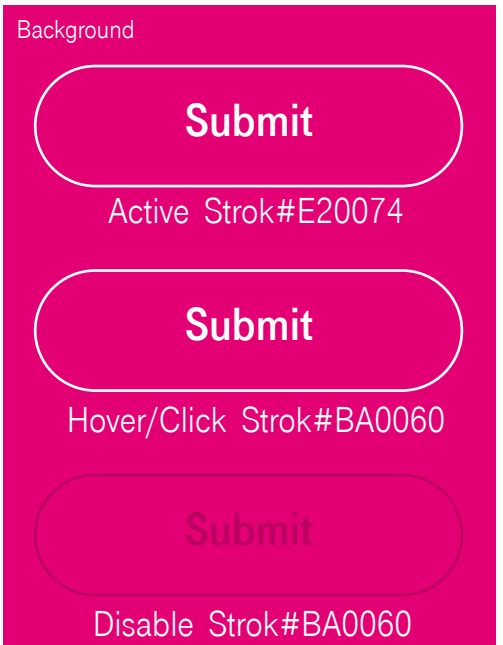 Background
Submit
Active Strok#E20074
Submit
Hover/Click Strok#BA0060
Submit
Disable Strok#BA0060